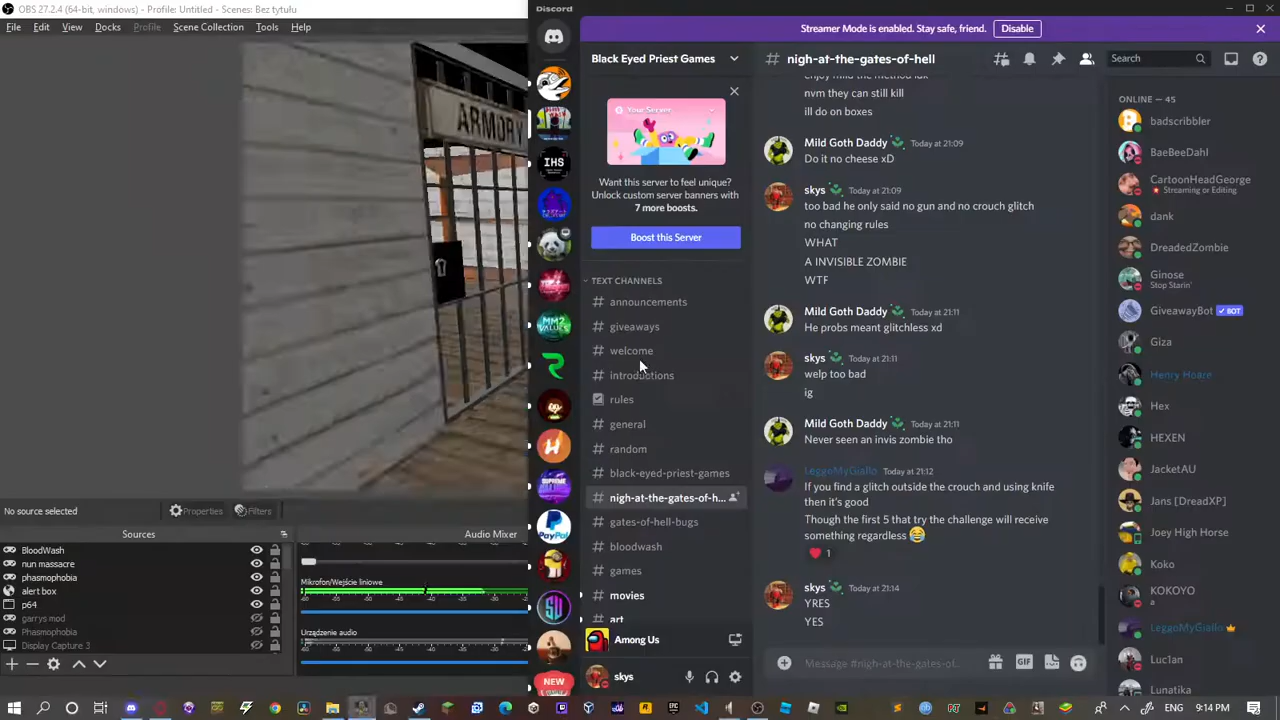 OBS 27.2.4 (64-bit, windows) - Profile: Untitled - Scenes: Bez tytułu
File Edit View Docks Profile Scene Collection Tools
ARMORY
No source selected
Properties Filters
Sources
Audio Mixer
BloodWash
nun massacre
phasmophobia
alert box
p64
garrys mod
Phasmophobia
Display Capture 3
Mikrofon/Wejście liniowe
Urządzenie audio
Discord
Streamer Mode is enabled. Stay safe, friend. Disable
Black Eyed Priest Games
Your Server
Want this server to feel unique?
Unlock custom server banners with
7 more boosts.
Boost this Server
TEXT CHANNELS
announcements
giveaways
welcome
introductions
rules
general
random
black-eyed-priest-games
nigh-at-the-gates-of-h...
gates-of-hell-bugs
bloodwash
games
movies
art
Among Us
skys
IHS
MM2
VALUES
SUPREME
PayPal
SU
NEW
nigh-at-the-gates-of-hell
Search
nvm they can still kill
ill do on boxes
Mild Goth Daddy Today at 21:09
Do it no cheese xD
skys Today at 21:09
too bad he only said no gun and no crouch glitch
no changing rules
WHAT
A INVISIBLE ZOMBIE
WTF
Mild Goth Daddy Today at 21:11
He probs meant glitchless xd
skys Today at 21:11
welp too bad
ig
Mild Goth Daddy Today at 21:11
Never seen an invis zombie tho
LeggoMyGiallo Today at 21:12
If you find a glitch outside the crouch and using knife
then it's good
Though the first 5 that try the challenge will receive
something regardless 😂
❤️ 1
skys Today at 21:14
YRES
YES
Message #nigh-at-the-gates-of...
GIF
ONLINE — 45
badscribbler
BaeBeeDahl
CartoonHeadGeorge
Streaming or Editing
dank
DreadedZombie
Ginose
Stop Starin'
GiveawayBot ✓ BOT
Giza
Henry Hoare
Hex
HEXEN
JacketAU
Jans [DreadXP]
Joey High Horse
Koko
KOXOYO
a
LeggoMyGiallo
Luc1an
Lunatika
9:14 PM